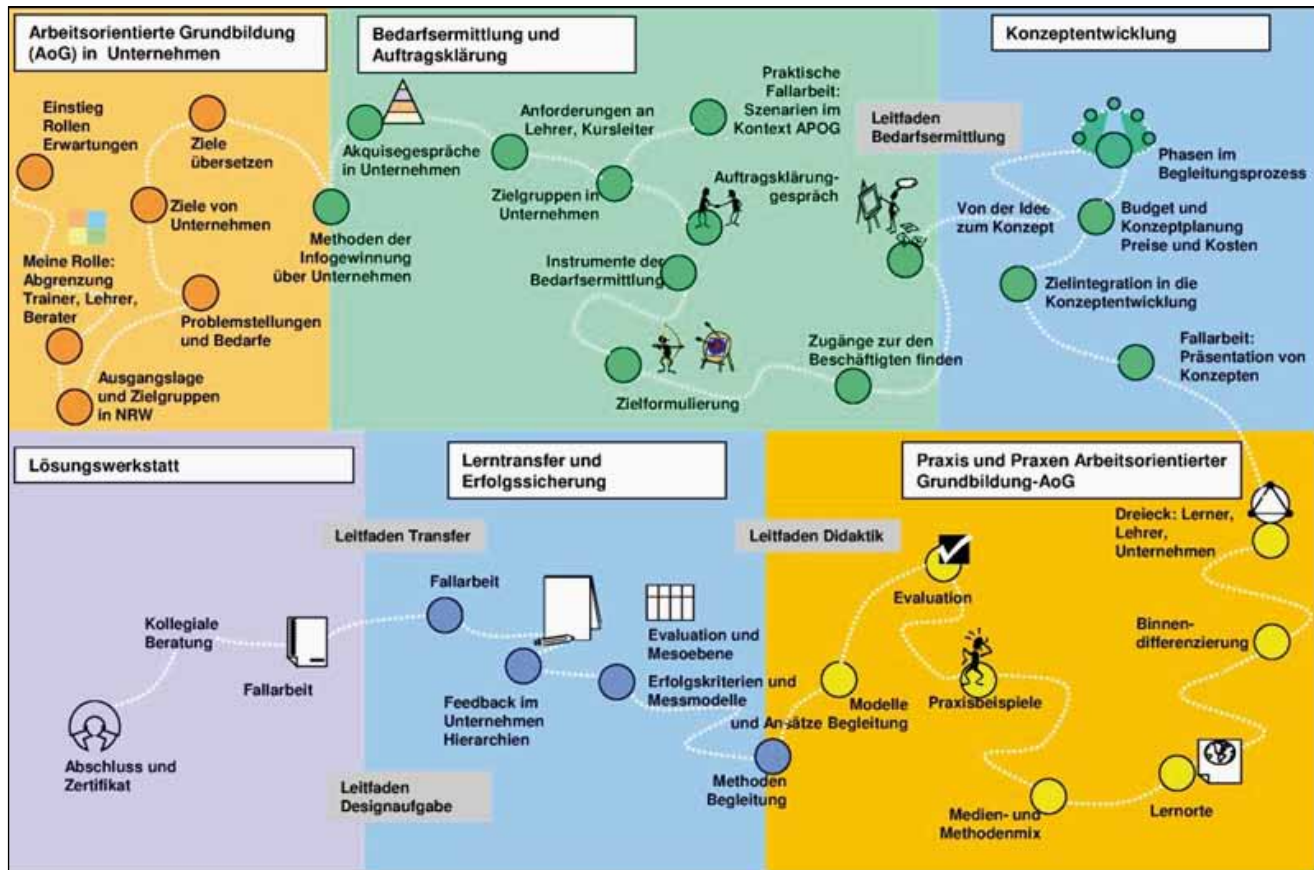 Arbeitsorientierte Grundbildung
(AoG) in Unternehmen
Einstieg
Rollen
Erwartungen
Ziele
übersetzen
Ziele von
Unternehmen
Meine Rolle:
Abgrenzung
Trainer, Lehrer,
Berater
Problemstellungen
und Bedarfe
Ausgangslage
und Zielgruppen
in NRW
Bedarfsermittlung und
Auftragsklärung
Akquisegespräche
in Unternehmen
Methoden der
Infogewinnung
über Unternehmen
Anforderungen an
Lehrer, Kursleiter
Praktische
Fallarbeit:
Szenarien im
Kontext APOG
Zielgruppen in
Unternehmen
Auftragsklärung-
gespräch
Instrumente der
Bedarfsermittlung
Zielformulierung
Zugänge zur den
Beschäftigten finden
Leitfaden
Bedarfsermittlung
Konzeptentwicklung
Phasen im
Begleitungsprozess
Von der Idee
zum Konzept
Budget und
Konzeptplanung
Preise und Kosten
Zielintegration in die
Konzeptentwicklung
Fallarbeit:
Präsentation von
Konzepten
Lösungswerkstatt
Kollegiale
Beratung
Fallarbeit
Abschluss und
Zertifikat
Lerntransfer und
Erfolgssicherung
Leitfaden Transfer
Fallarbeit
Evaluation und
Mesoebene
Erfolgskriterien und
Messmodelle
Feedback im
Unternehmen
Hierarchien
Leitfaden
Designaufgabe
Methoden
Begleitung
Praxis und Praxen Arbeitsorientierter
Grundbildung-AoG
Leitfaden Didaktik
Dreieck: Lerner,
Lehrer,
Unternehmen
Evaluation
Binnen-
differenzierung
Modelle
und Ansätze Begleitung
Praxisbeispiele
Medien- und
Methodenmix
Lernorte